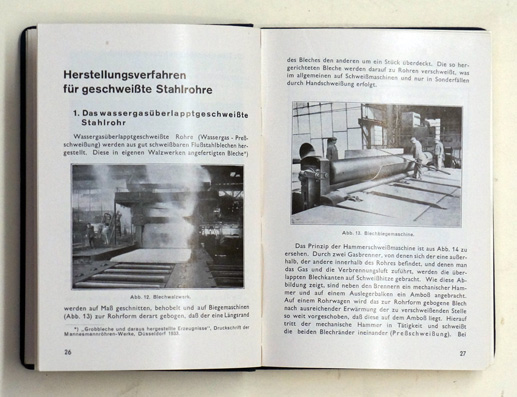 Herstellungsverfahren
für geschweißte Stahlrohre
1. Das wassergasüberlapptgeschweißte
Stahlrohr
Wassergasüberlapptgeschweißte Rohre (Wassergas-Preß-
schweißung) werden aus gut schweißbaren Flußstahlblechen her-
gestellt. Diese in eigenen Walzwerken angefertigten Bleche*)
Abb. 12. Blechwalzwerk.
werden auf Maß geschnitten, behobelt und auf Biegemaschinen
(Abb. 13) zur Rohrform derart gebogen, daß der eine Längsrand
*) „Grobbleche und daraus hergestellte Erzeugnisse“, Druckschrift der
Mannesmannröhren-Werke, Düsseldorf
26
des Bleches den anderen um ein Stück überdeckt. Die so her-
gerichteten Bleche werden darauf zu Rohren verschweißt, was
im allgemeinen auf Schweißmaschinen und nur in Sonderfällen
durch Handschweißung erfolgt.
Abb. 13. Blechbiegemaschine.
Das Prinzip der Hammerschweißmaschine ist aus Abb. 14 zu
ersehen. Durch zwei Gasbrenner, von denen sich der eine außer-
halb, der andere innerhalb des Rohres befindet, und denen man
das Gas und die Verbrennungsluft zuführt, werden die über-
lappten Blechkanten auf Schweißhitze gebracht. Wie diese Ab-
bildung zeigt, sind neben den Brennern ein mechanischer Ham-
mer und auf einem Auslegerbalken ein Amboß angebracht.
Auf einem Rohrwagen wird das zur Rohrform gebogene Blech
nach ausreichender Erwärmung der zu verschweißenden Stelle
so weit vorgeschoben, daß diese auf dem Amboß liegt. Hierauf
tritt der mechanische Hammer in Tätigkeit und schweißt
die beiden Blechränder ineinander (Preßschweißung). Bei
27